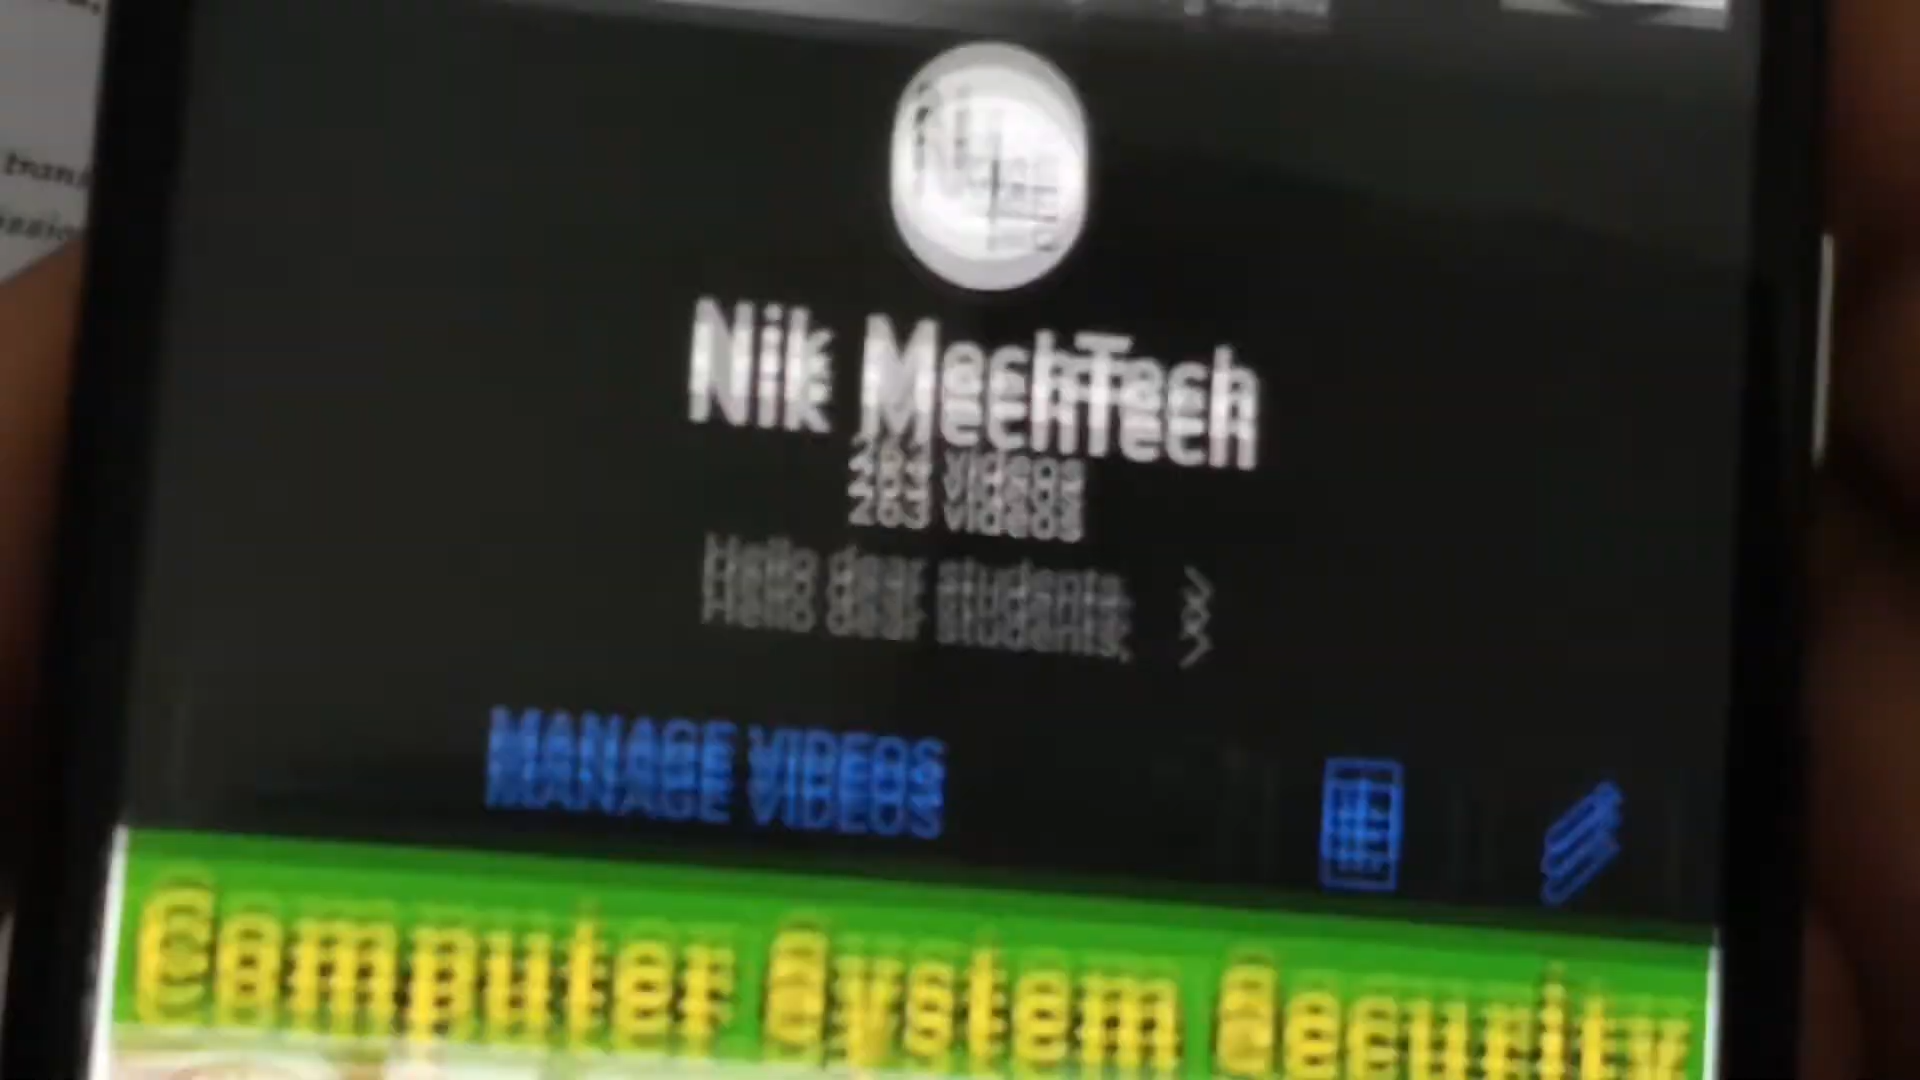 Nik MechTech
263 videos
Hello dear students,
MANAGE VIDEOS
Computer System Security